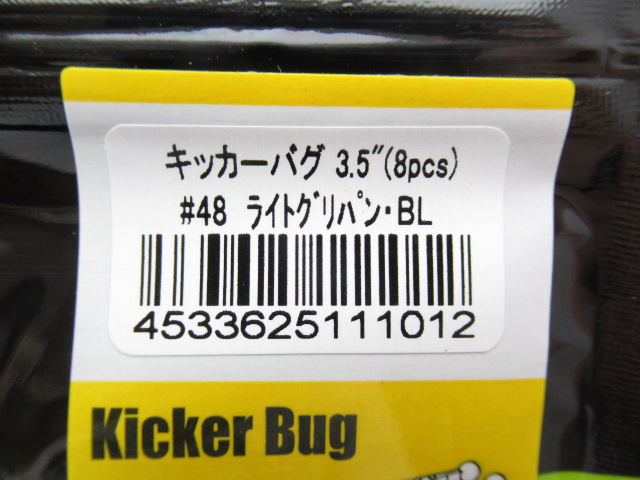 キッカーバグ 3.5"(8pcs)
#48 ﾗｲﾄｸﾞﾘﾊﾟﾝ・BL
4533625111012
Kicker Bug